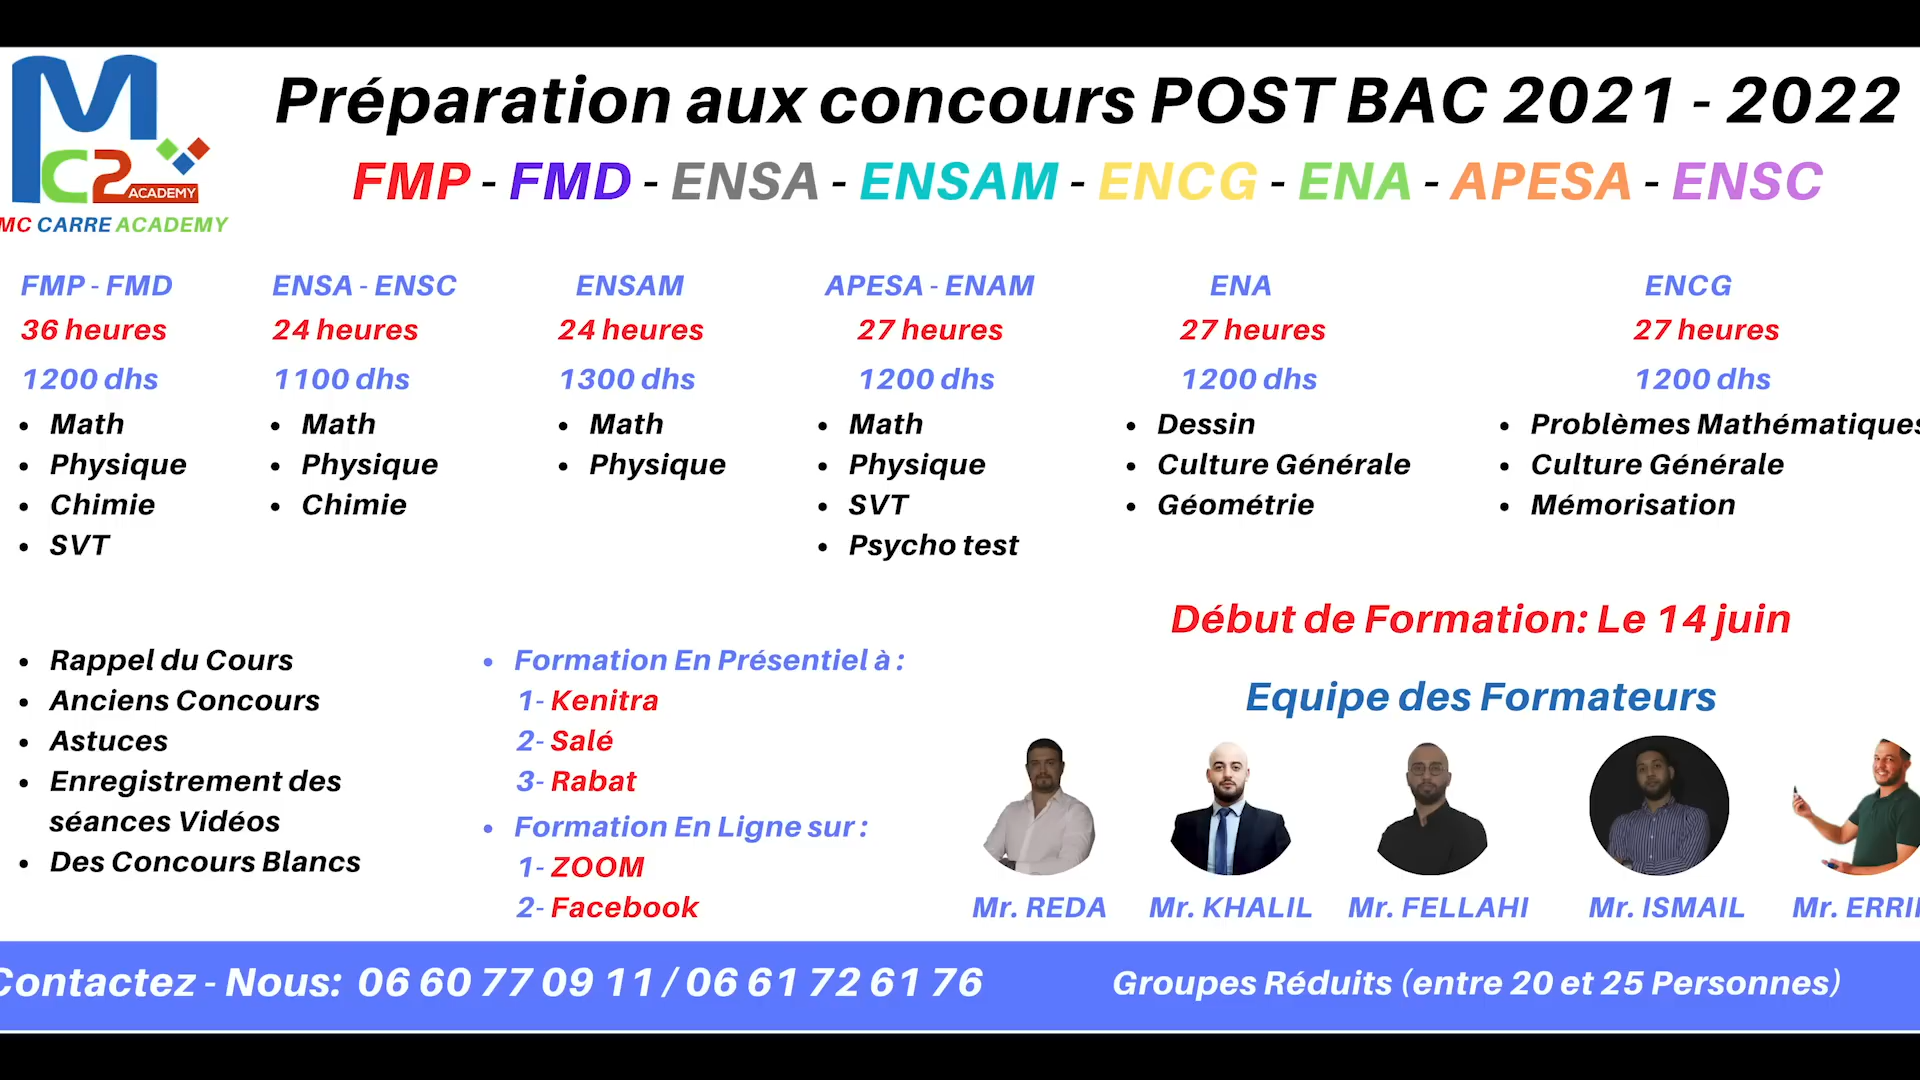 MC2
ACADEMY
MC CARRE ACADEMY
Préparation aux concours POST BAC 2021 - 2022
FMP - FMD - ENSA - ENSAM - ENCG - ENA - APESA - ENSC
FMP - FMD
36 heures
1200 dhs
• Math
• Physique
• Chimie
• SVT
ENSA - ENSC
24 heures
1100 dhs
• Math
• Physique
• Chimie
ENSAM
24 heures
1300 dhs
• Math
• Physique
APESA - ENAM
27 heures
1200 dhs
• Math
• Physique
• SVT
• Psycho test
ENA
27 heures
1200 dhs
• Dessin
• Culture Générale
• Géométrie
ENCG
27 heures
1200 dhs
• Problèmes Mathématiques
• Culture Générale
• Mémorisation
• Rappel du Cours
• Anciens Concours
• Astuces
• Enregistrement des
séances Vidéos
• Des Concours Blancs
• Formation En Présentiel à :
1- Kenitra
2- Salé
3- Rabat
• Formation En Ligne sur :
1- ZOOM
2- Facebook
Début de Formation: Le 14 juin
Equipe des Formateurs
Mr. REDA
Mr. KHALIL
Mr. FELLAHI
Mr. ISMAIL
Mr.
Contactez - Nous: 06 60 77 09 11 / 06 61 72 61 76
Groupes Réduits (entre 20 et 25 Personnes)